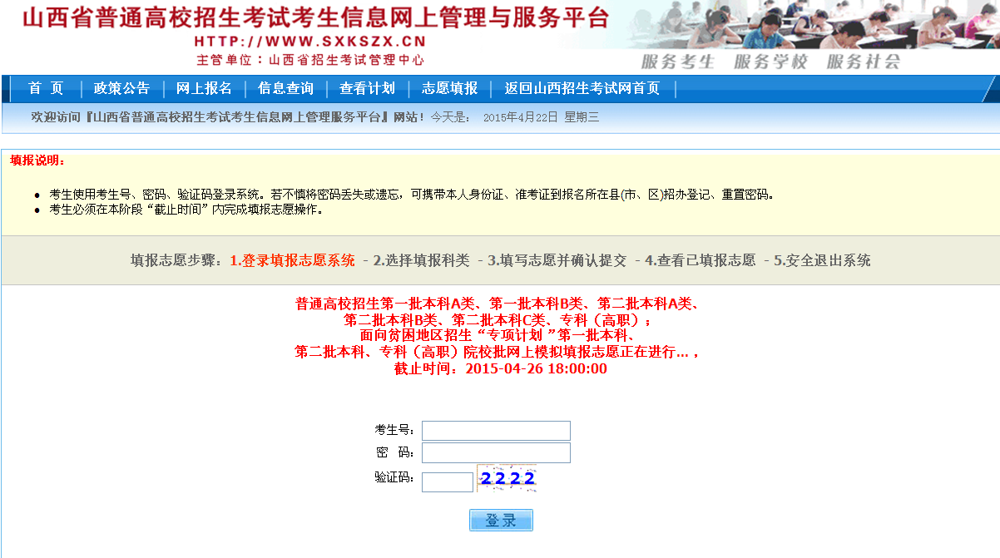 山西省普通高校招生考试考生信息网上管理与服务平台
HTTP://WWW.SXKSZX.CN
主管单位：山西省招生考试管理中心
服务考生 服务学校 服务社会
首 页 | 政策公告 | 网上报名 | 信息查询 | 查看计划 | 志愿填报 | 返回山西招生考试网首页 |
欢迎访问『山西省普通高校招生考试考生信息网上管理服务平台』网站！今天是： 2015年4月22日 星期三
填报说明：
● 考生使用考生号、密码、验证码登录系统。若不慎将密码丢失或遗忘，可携带本人身份证、准考证到报名所在县(市、区)招办登记、重置密码。
● 考生必须在本阶段“截止时间”内完成填报志愿操作。
填报志愿步骤：1.登录填报志愿系统 - 2.选择填报科类 - 3.填写志愿并确认提交 - 4.查看已填报志愿 - 5.安全退出系统
普通高校招生第一批本科A类、第一批本科B类、第二批本科A类、
第二批本科B类、第二批本科C类、专科（高职）；
面向贫困地区招生“专项计划 ”第一批本科、
第二批本科、专科（高职）院校批网上模拟填报志愿正在进行... ，
截止时间：2015-04-26 18:00:00
考生号：
密 码：
验证码： 2222
登 录